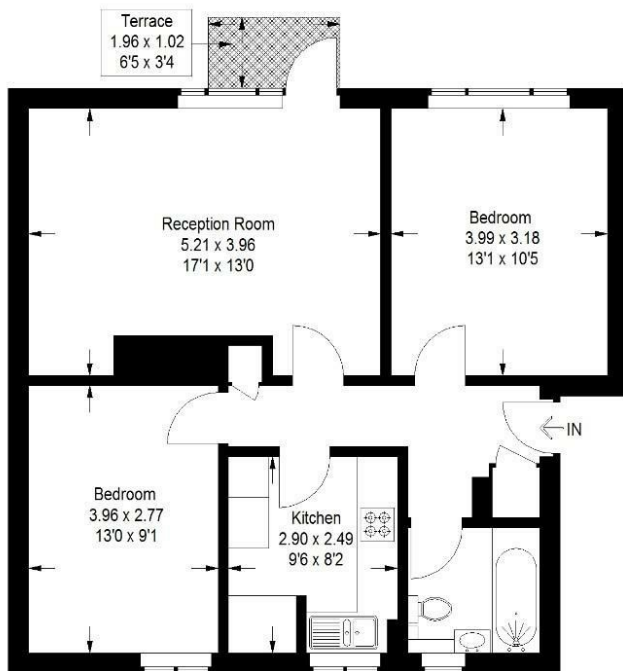 Terrace
1.96 x 1.02
6'5 x 3'4
Reception Room
5.21 x 3.96
17'1 x 13'0
Bedroom
3.99 x 3.18
13'1 x 10'5
IN
Bedroom
3.96 x 2.77
13'0 x 9'1
Kitchen
2.90 x 2.49
9'6 x 8'2